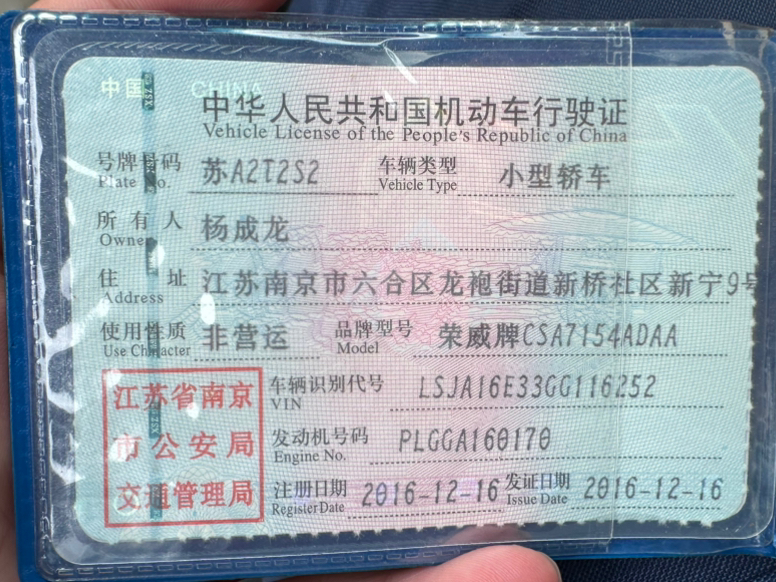 中国 CHINA
中华人民共和国机动车行驶证
Vehicle License of the People's Republic of China
号牌号码 苏A2T2S2 车辆类型 小型轿车
Plate No. Vehicle Type
所有人 杨成龙
Owner
住址 江苏南京市六合区龙袍街道新桥社区新宁9号
Address
使用性质 非营运 品牌型号 荣威牌CSA7154ADAA
Use Character Model
江苏省南京
市公安局
交通管理局
车辆识别代号 LSJA16E33GG116252
VIN
发动机号码 PLGGA160170
Engine No.
注册日期 2016-12-16 发证日期 2016-12-16
Register Date Issue Date